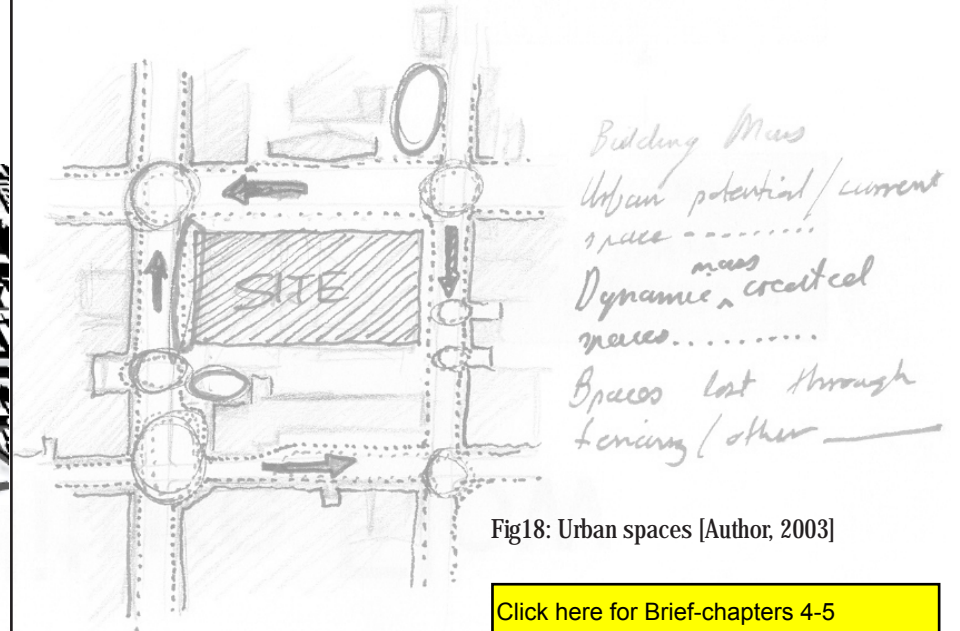 SITE
Building Mass
Urban potential / current
space ---------
mass
Dynamic ^ created
spaces..........
Spaces lost through
fencing / other ———
Fig18: Urban spaces [Author, 2003]
Click here for Brief-chapters 4-5